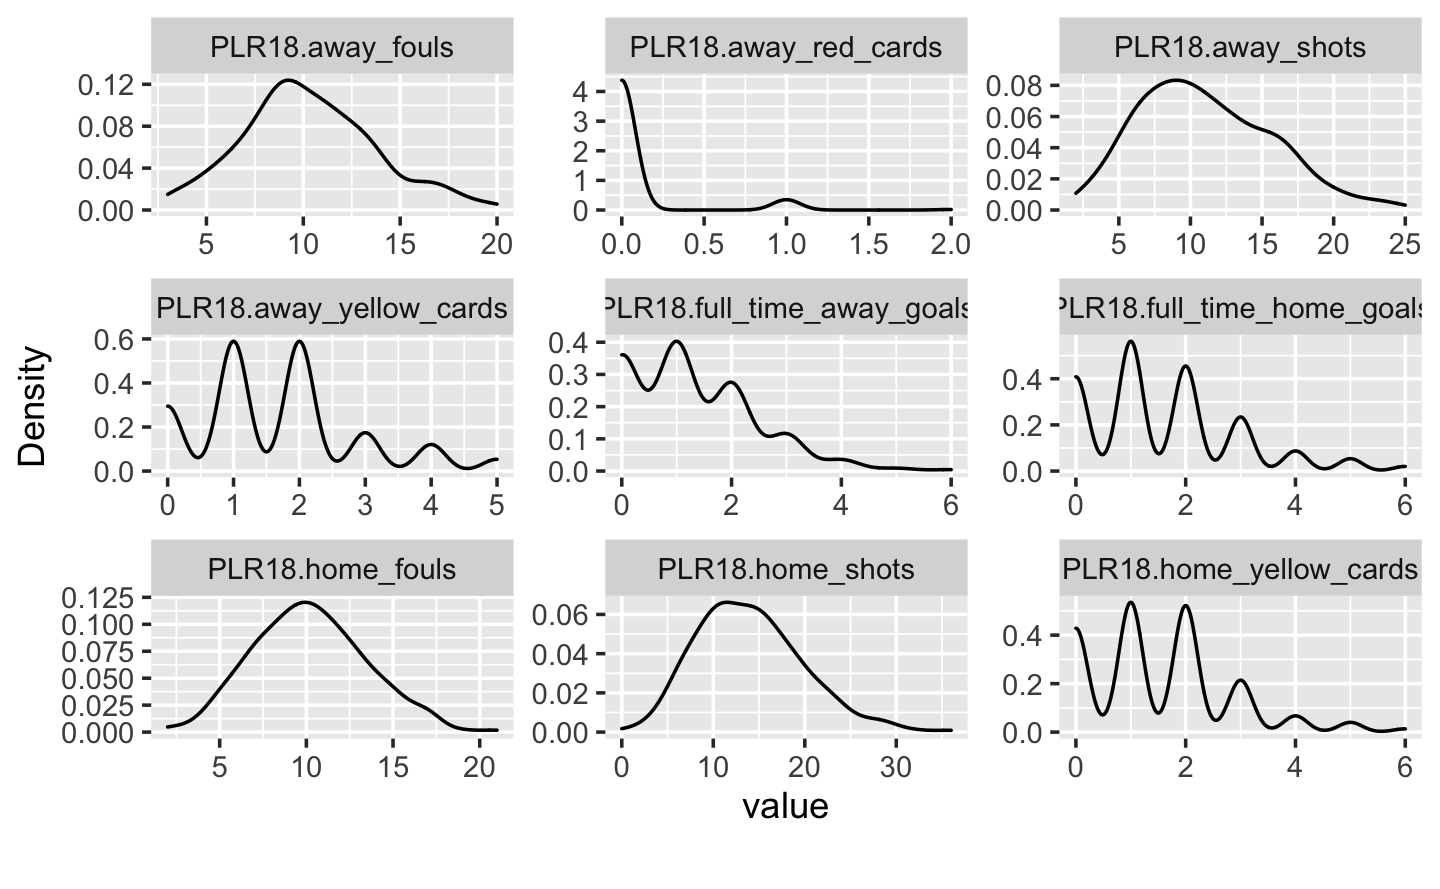 PLR18.away_fouls
PLR18.away_red_cards
PLR18.away_shots
0.12
0.08
0.04
0.00
5 10 15 20
4
3
2
1
0
0.0 0.5 1.0 1.5 2.0
0.08
0.06
0.04
0.02
0.00
5 10 15 20 25
PLR18.away_yellow_cards
PLR18.full_time_away_goals
PLR18.full_time_home_goals
0.6
0.4
0.2
0.0
0 1 2 3 4 5
0.4
0.3
0.2
0.1
0.0
0 2 4 6
0.4
0.2
0.0
0 2 4 6
Density
PLR18.home_fouls
PLR18.home_shots
PLR18.home_yellow_cards
0.125
0.100
0.075
0.050
0.025
0.000
5 10 15 20
0.06
0.04
0.02
0.00
0 10 20 30
0.4
0.2
0.0
0 2 4 6
value